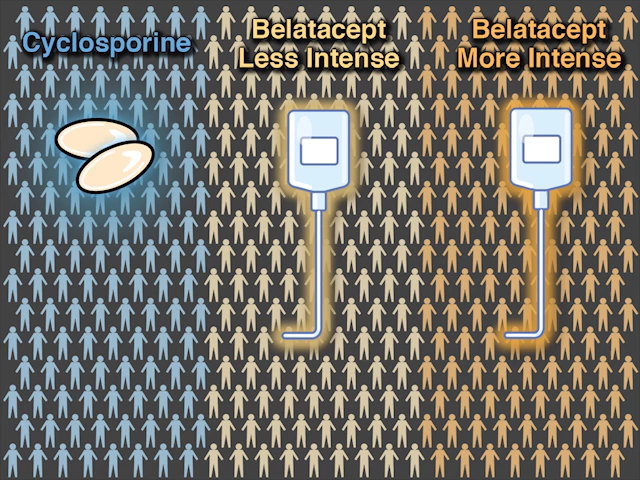 Cyclosporine
Belatacept
Less Intense
Belatacept
More Intense